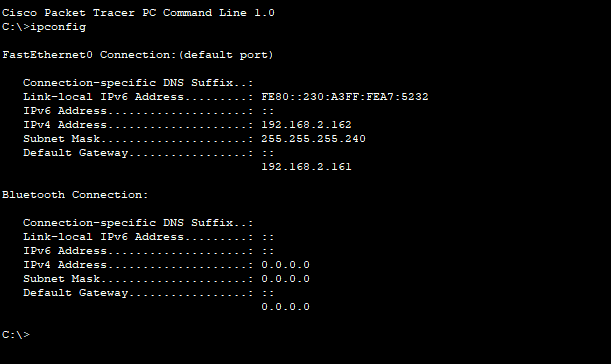 Cisco Packet Tracer PC Command Line 1.0
C:\>ipconfig
FastEthernet0 Connection:(default port)
Connection-specific DNS Suffix..:
Link-local IPv6 Address.........: FE80::230:A3FF:FEA7:5232
IPv6 Address....................: ::
IPv4 Address....................: 192.168.2.162
Subnet Mask.....................: 255.255.255.240
Default Gateway.................: ::
192.168.2.161
Bluetooth Connection:
Connection-specific DNS Suffix..:
Link-local IPv6 Address.........: ::
IPv6 Address....................: ::
IPv4 Address....................: 0.0.0.0
Subnet Mask.....................: 0.0.0.0
Default Gateway.................: ::
0.0.0.0
C:\>